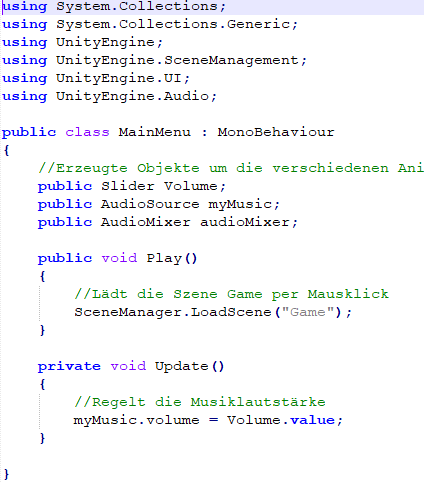 using System.Collections;
using System.Collections.Generic;
using UnityEngine;
using UnityEngine.SceneManagement;
using UnityEngine.UI;
using UnityEngine.Audio;
public class MainMenu : MonoBehaviour
{
//Erzeugte Objekte um die verschiedenen Ani
public Slider Volume;
public AudioSource myMusic;
public AudioMixer audioMixer;
public void Play()
{
//Lädt die Szene Game per Mausklick
SceneManager.LoadScene("Game");
}
private void Update()
{
//Regelt die Musiklautstärke
myMusic.volume = Volume.value;
}
}